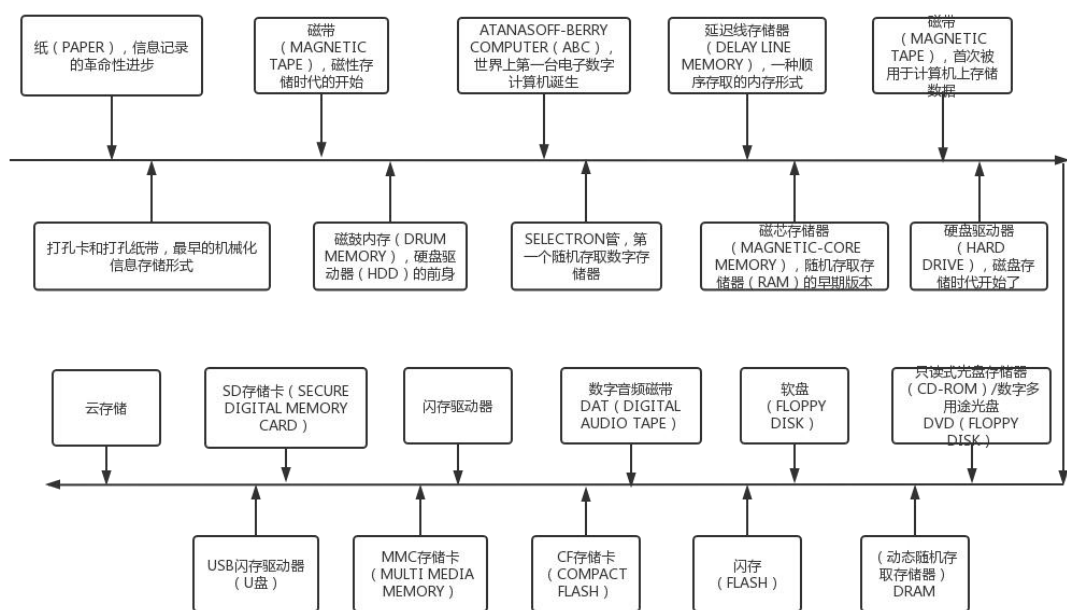 纸（PAPER），信息记录
的革命性进步
磁带
（MAGNETIC
TAPE），磁性存
储时代的开始
ATANASOFF-BERRY
COMPUTER（ABC），
世界上第一台电子数字
计算机诞生
延迟线存储器
（DELAY LINE
MEMORY），一种顺
序存取的内存形式
磁带
（MAGNETIC
TAPE），首次被
用于计算机上存储
数据
打孔卡和打孔纸带，最早的机械化
信息存储形式
磁鼓内存（DRUM
MEMORY），硬盘驱
动器（HDD）的前身
SELECTRON管，第
一个随机存取数字存
储器
磁芯存储器
（MAGNETIC-CORE
MEMORY），随机存取存
储器（RAM）的早期版本
硬盘驱动器
（HARD
DRIVE），磁盘存
储时代开始了
云存储
SD存储卡（SECURE
DIGITAL MEMORY
CARD）
闪存驱动器
数字音频磁带
DAT（DIGITAL
AUDIO TAPE）
软盘
（FLOPPY
DISK）
只读式光盘存储器
（CD-ROM）/数字多
用途光盘
DVD（FLOPPY
DISK）
USB闪存驱动器
（U盘）
MMC存储卡
（MULTI MEDIA
MEMORY）
CF存储卡
（COMPACT
FLASH）
闪存
（FLASH）
（动态随机存
取存储器）
DRAM